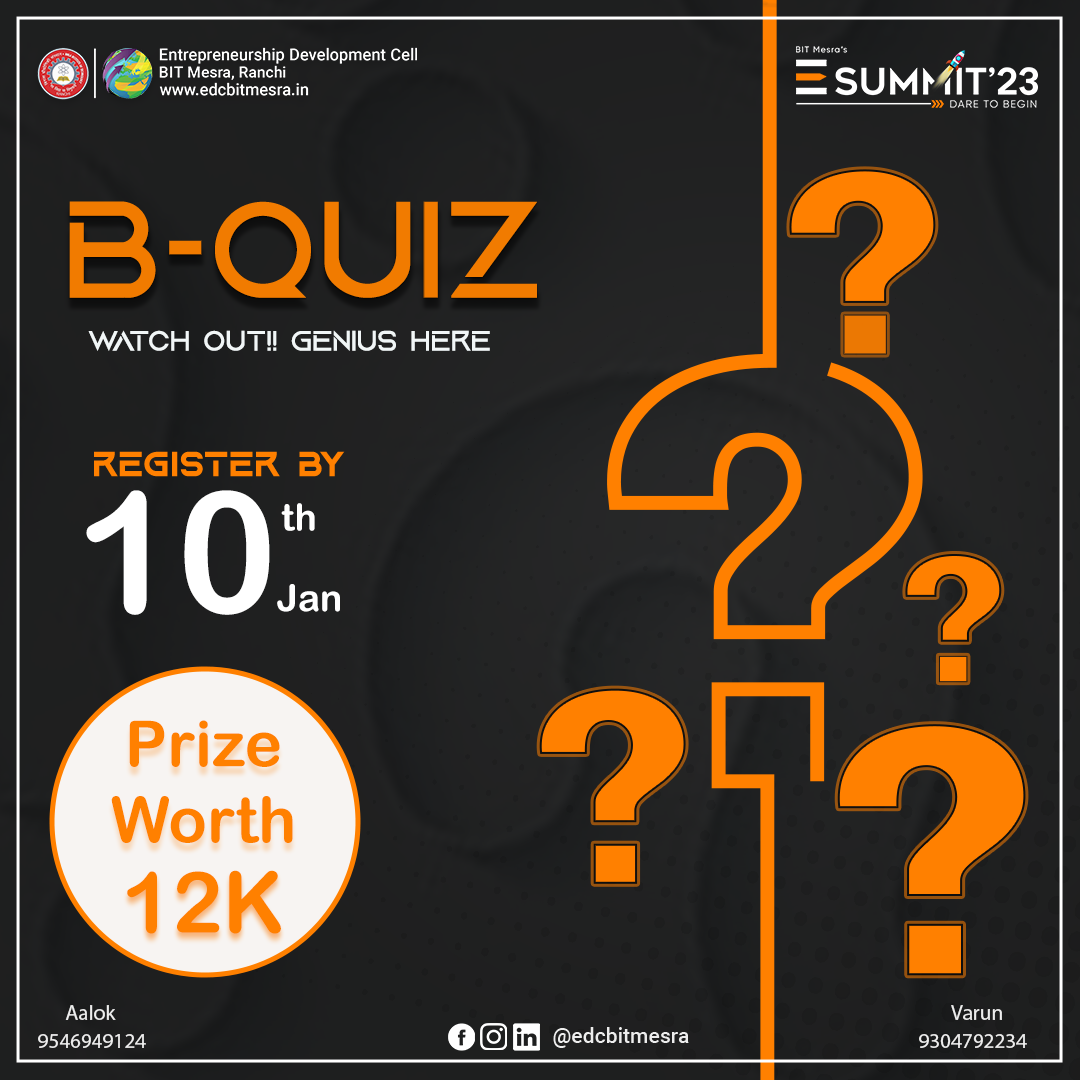 Entrepreneurship Development Cell
BIT Mesra, Ranchi
www.edcbitmesra.in
BIT Mesra's
E SUMMIT'23
DARE TO BEGIN
B-QUIZ
WATCH OUT!! GENIUS HERE
REGISTER BY
10th Jan
Prize
Worth
12K
Aalok
9546949124
@edcbitmesra
Varun
9304792234